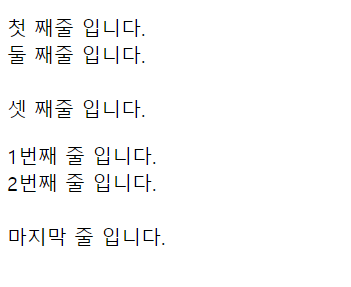 첫 째줄 입니다.
둘 째줄 입니다.
셋 째줄 입니다.
1번째 줄 입니다.
2번째 줄 입니다.
마지막 줄 입니다.